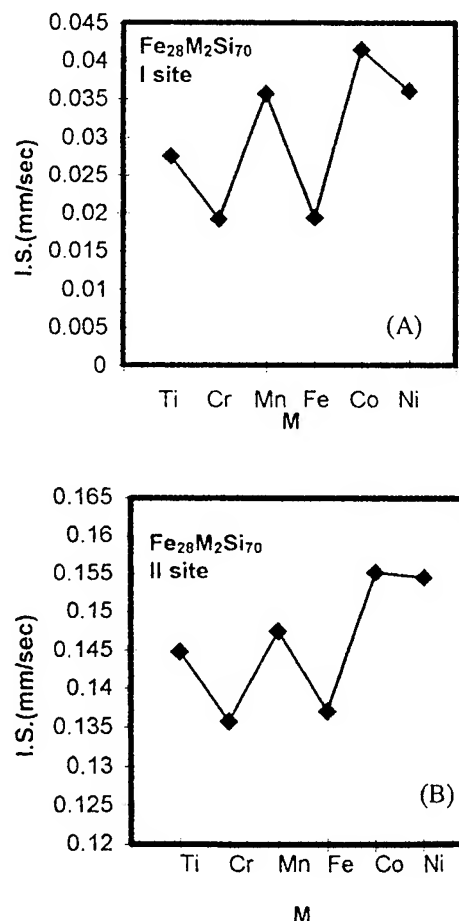 0.045
Fe28M2Si70
0.04
I site
0.035
0.03
0.025
0.02
0.015
0.01
0.005
0
I.S.(mm/sec)
(A)
Ti Cr Mn Fe Co Ni
M
0.165
0.16
Fe28M2Si70
0.155
II site
0.15
0.145
0.14
0.135
0.13
0.125
0.12
I.S.(mm/sec)
(B)
Ti Cr Mn Fe Co Ni
M